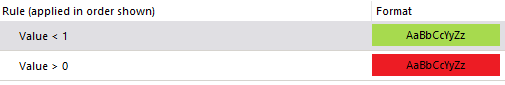 Rule (applied in order shown) Format
Value < 1 AaBbCcYyZz
Value > 0 AaBbCcYyZz